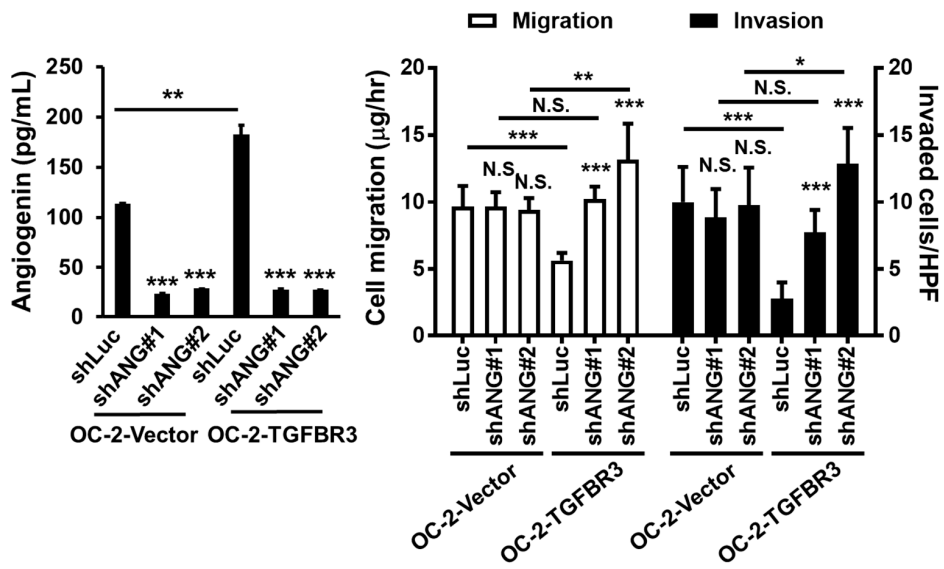 Migration
Invasion
Angiogenin (pg/mL)
250
200
150
100
50
0
**
***
***
***
***
shLuc
shANG#1
shANG#2
shLuc
shANG#1
shANG#2
OC-2-Vector
OC-2-TGFBR3
Cell migration (µg/hr)
20
15
10
5
0
**
N.S.
***
***
N.S.
N.S.
***
shLuc
shANG#1
shANG#2
shLuc
shANG#1
shANG#2
OC-2-Vector
OC-2-TGFBR3
*
N.S.
***
***
N.S.
N.S.
***
shLuc
shANG#1
shANG#2
shLuc
shANG#1
shANG#2
OC-2-Vector
OC-2-TGFBR3
20
15
10
5
0
Invaded cells/HPF